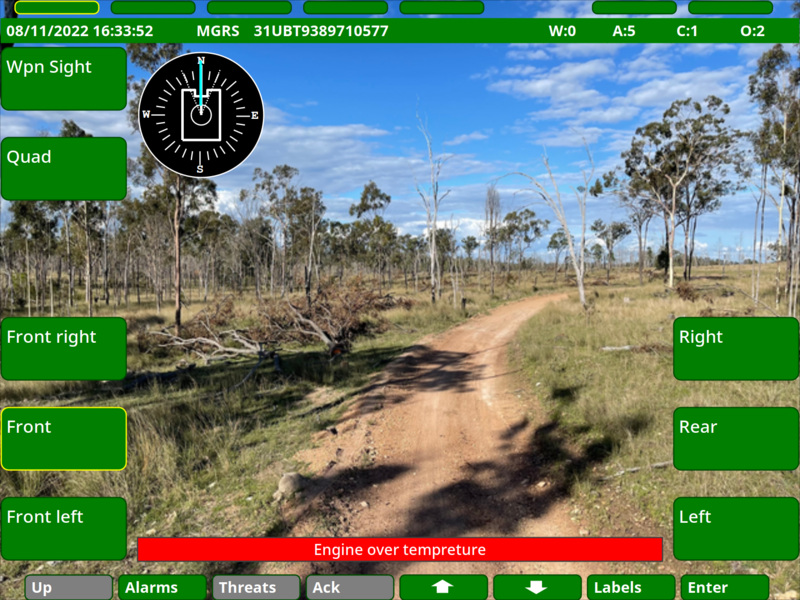 08/11/2022 16:33:52 MGRS 31UBT9389710577 W:0 A:5 C:1 O:2
Wpn Sight
N
W E
S
Quad
Front right
Right
Front
Rear
Front left
Left
Engine over tempreture
Up Alarms Threats Ack Labels Enter